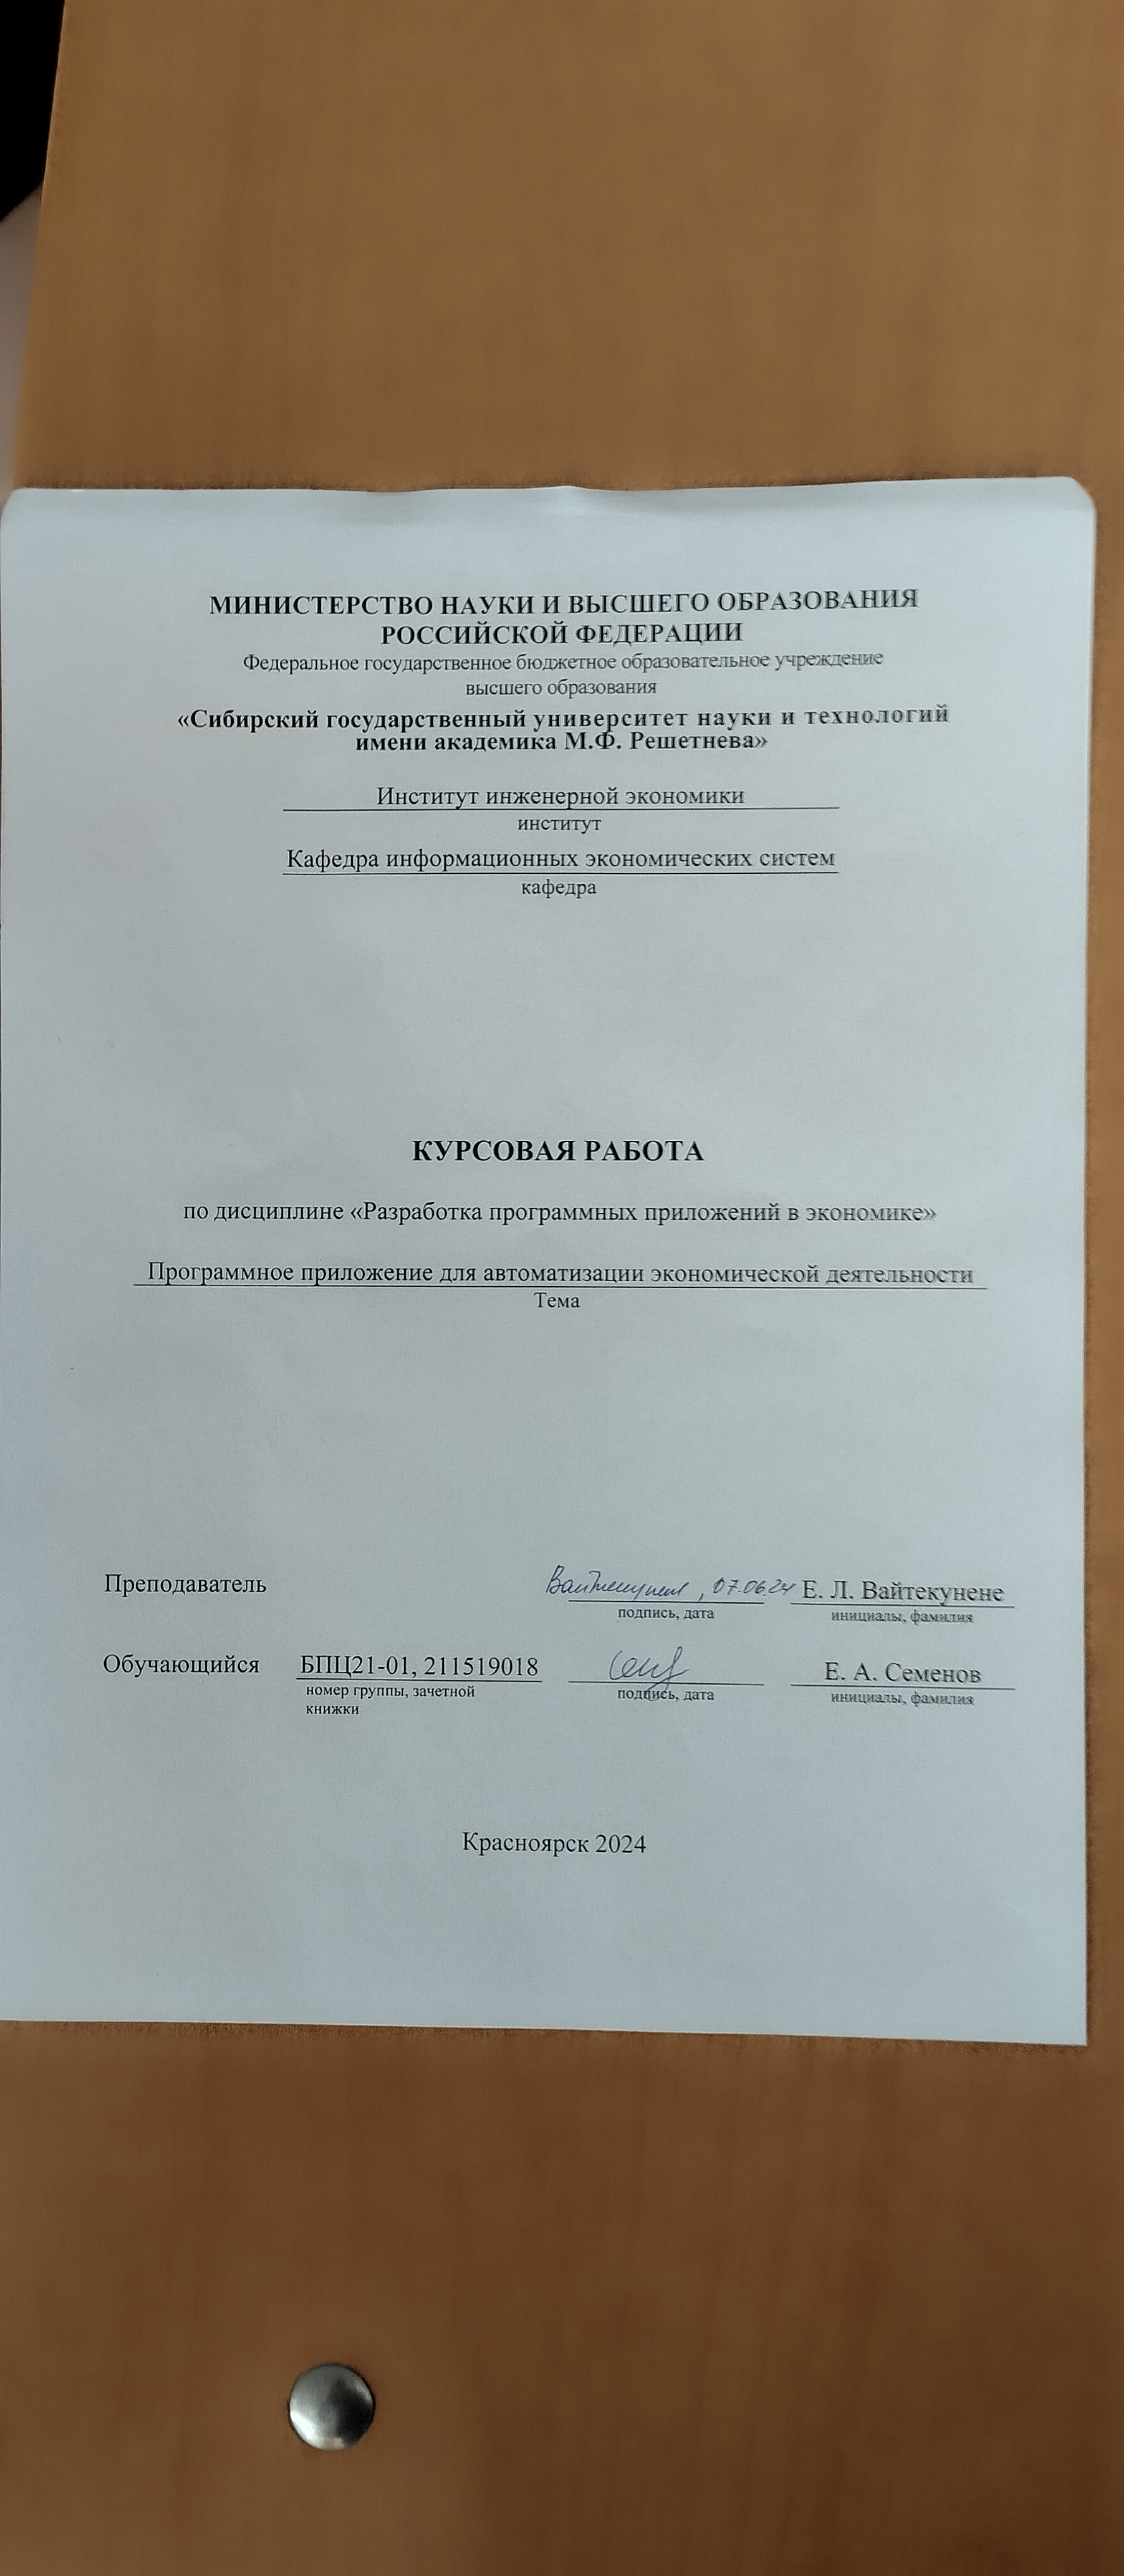 МИНИСТЕРСТВО НАУКИ И ВЫСШЕГО ОБРАЗОВАНИЯ
РОССИЙСКОЙ ФЕДЕРАЦИИ
Федеральное государственное бюджетное образовательное учреждение
высшего образования
«Сибирский государственный университет науки и технологий
имени академика М.Ф. Решетнева»
Институт инженерной экономики
институт
Кафедра информационных экономических систем
кафедра
КУРСОВАЯ РАБОТА
по дисциплине «Разработка программных приложений в экономике»
Программное приложение для автоматизации экономической деятельности
Тема
Преподаватель , 07.06.24 Е. Л. Вайтекунене
подпись, дата инициалы, фамилия
Обучающийся БПЦ21-01, 211519018 Е. А. Семенов
номер группы, зачетной подпись, дата инициалы, фамилия
книжки
Красноярск 2024